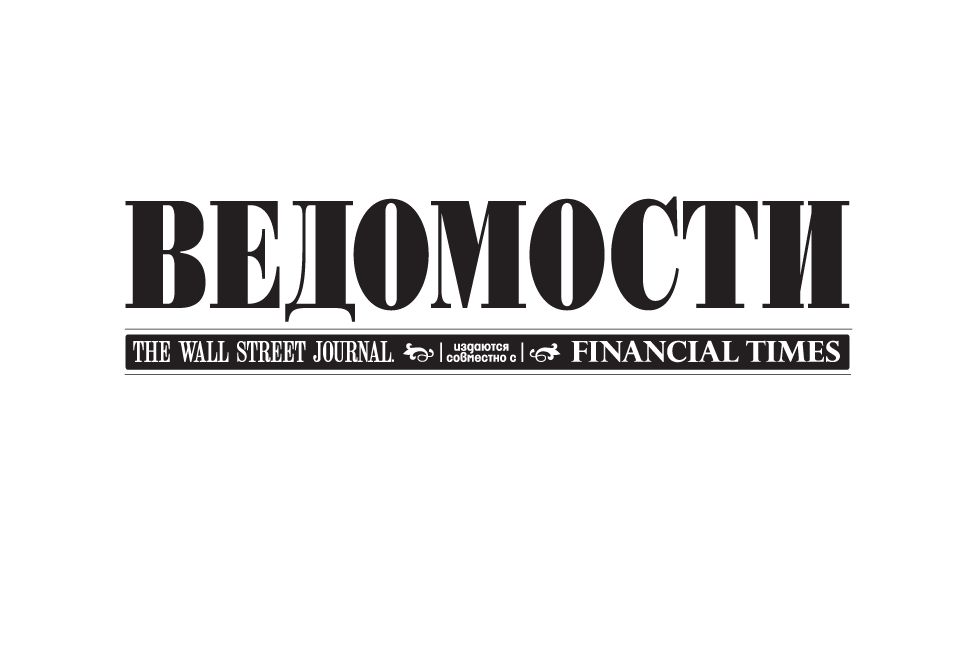 ВЕДОМОСТИ
THE WALL STREET JOURNAL. | издаются
совместно с | FINANCIAL TIMES